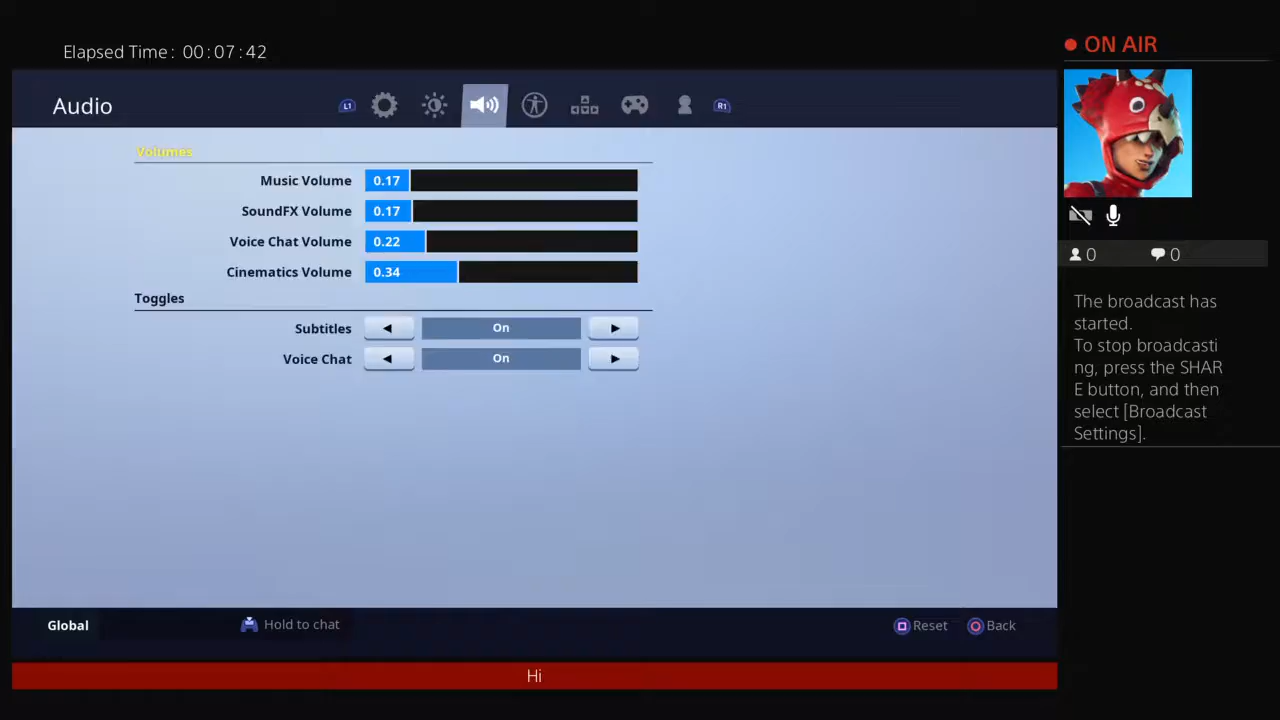 Elapsed Time: 00:07:42
ON AIR
Audio
L1
R1
Volumes
Music Volume 0.17
SoundFX Volume 0.17
Voice Chat Volume 0.22
Cinematics Volume 0.34
Toggles
Subtitles On
Voice Chat On
0 0
The broadcast has
started.
To stop broadcasti
ng, press the SHAR
E button, and then
select [Broadcast
Settings].
Global
Hold to chat
Reset
Back
Hi